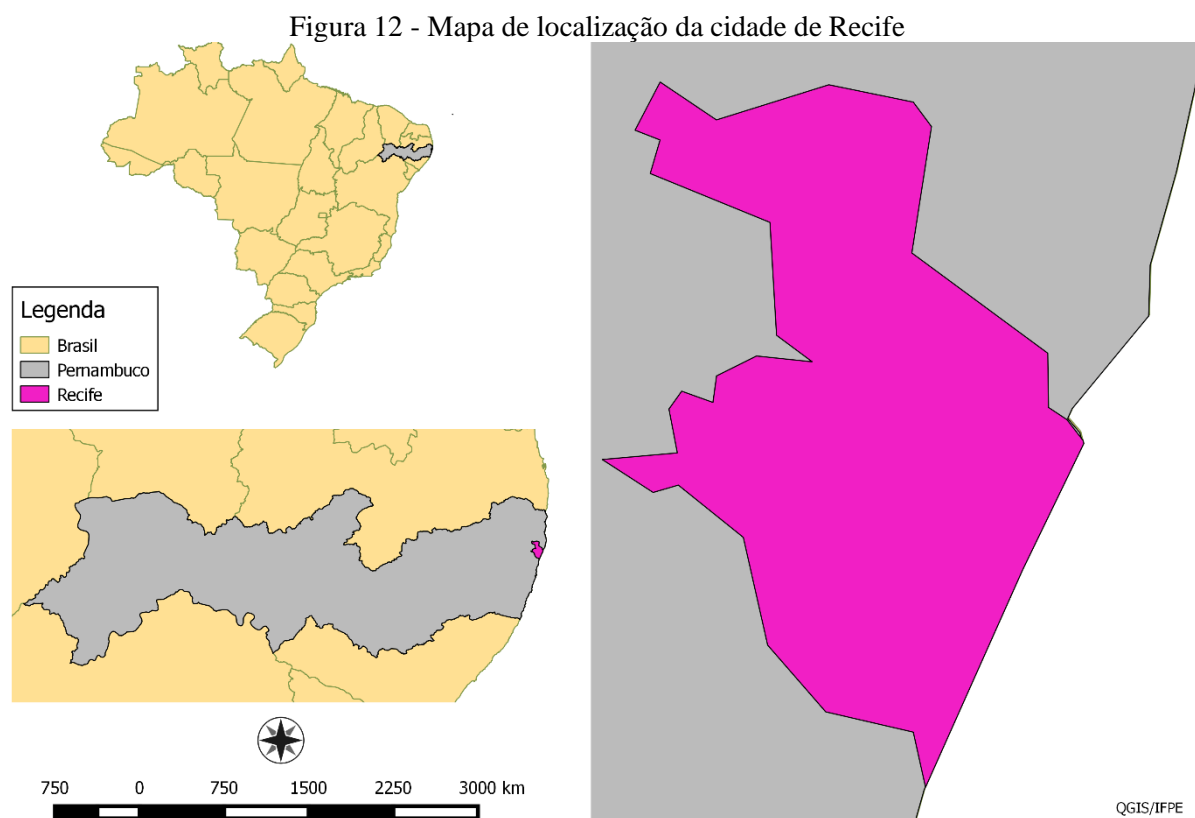 Figura 12 - Mapa de localização da cidade de Recife
Legenda
Brasil
Pernambuco
Recife
750 0 750 1500 2250 3000 km
QGIS/IFPE